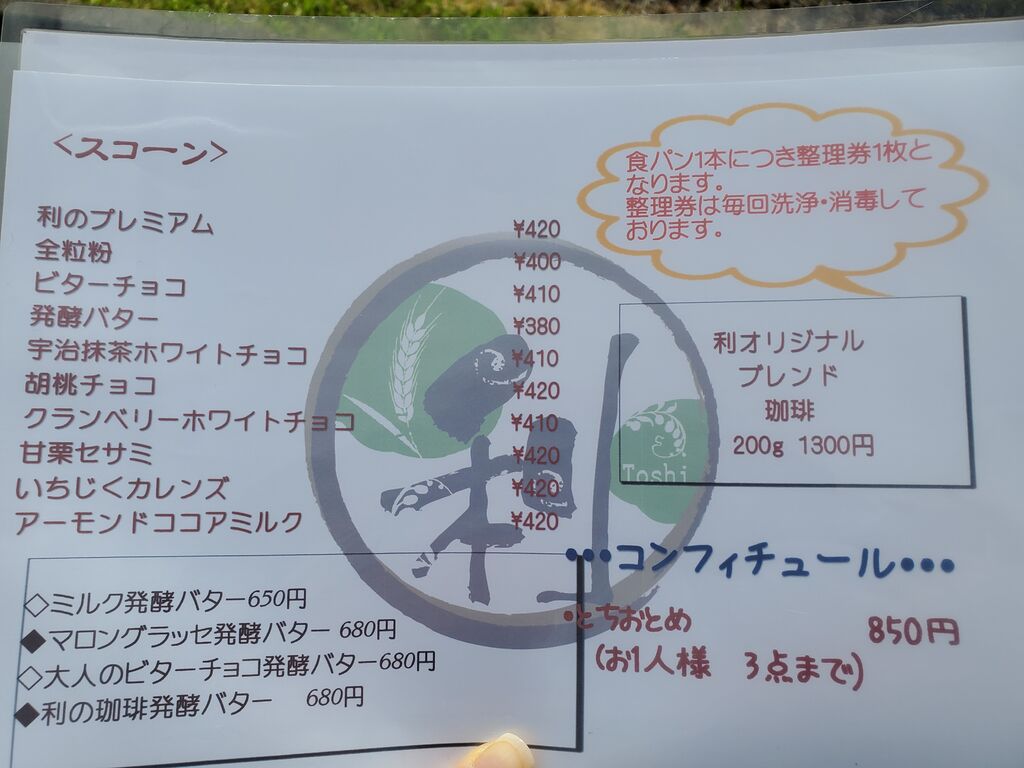 <スコーン>
利のプレミアム ¥420
全粒粉 ¥400
ビターチョコ ¥410
発酵バター ¥380
宇治抹茶ホワイトチョコ ¥410
胡桃チョコ ¥420
クランベリーホワイトチョコ ¥410
甘栗セサミ ¥420
いちじくカレンズ ¥420
アーモンドココアミルク ¥420
◇ミルク発酵バター650円
◆マロングラッセ発酵バター 680円
◇大人のビターチョコ発酵バター680円
◆利の珈琲発酵バター 680円
食パン1本につき整理券1枚と
なります。
整理券は毎回洗浄・消毒して
おります。
利オリジナル
ブレンド
珈琲
200g 1300円
利
Toshi
•••コンフィチュール•••
•とちおとめ 850円
(お1人様 3点まで)